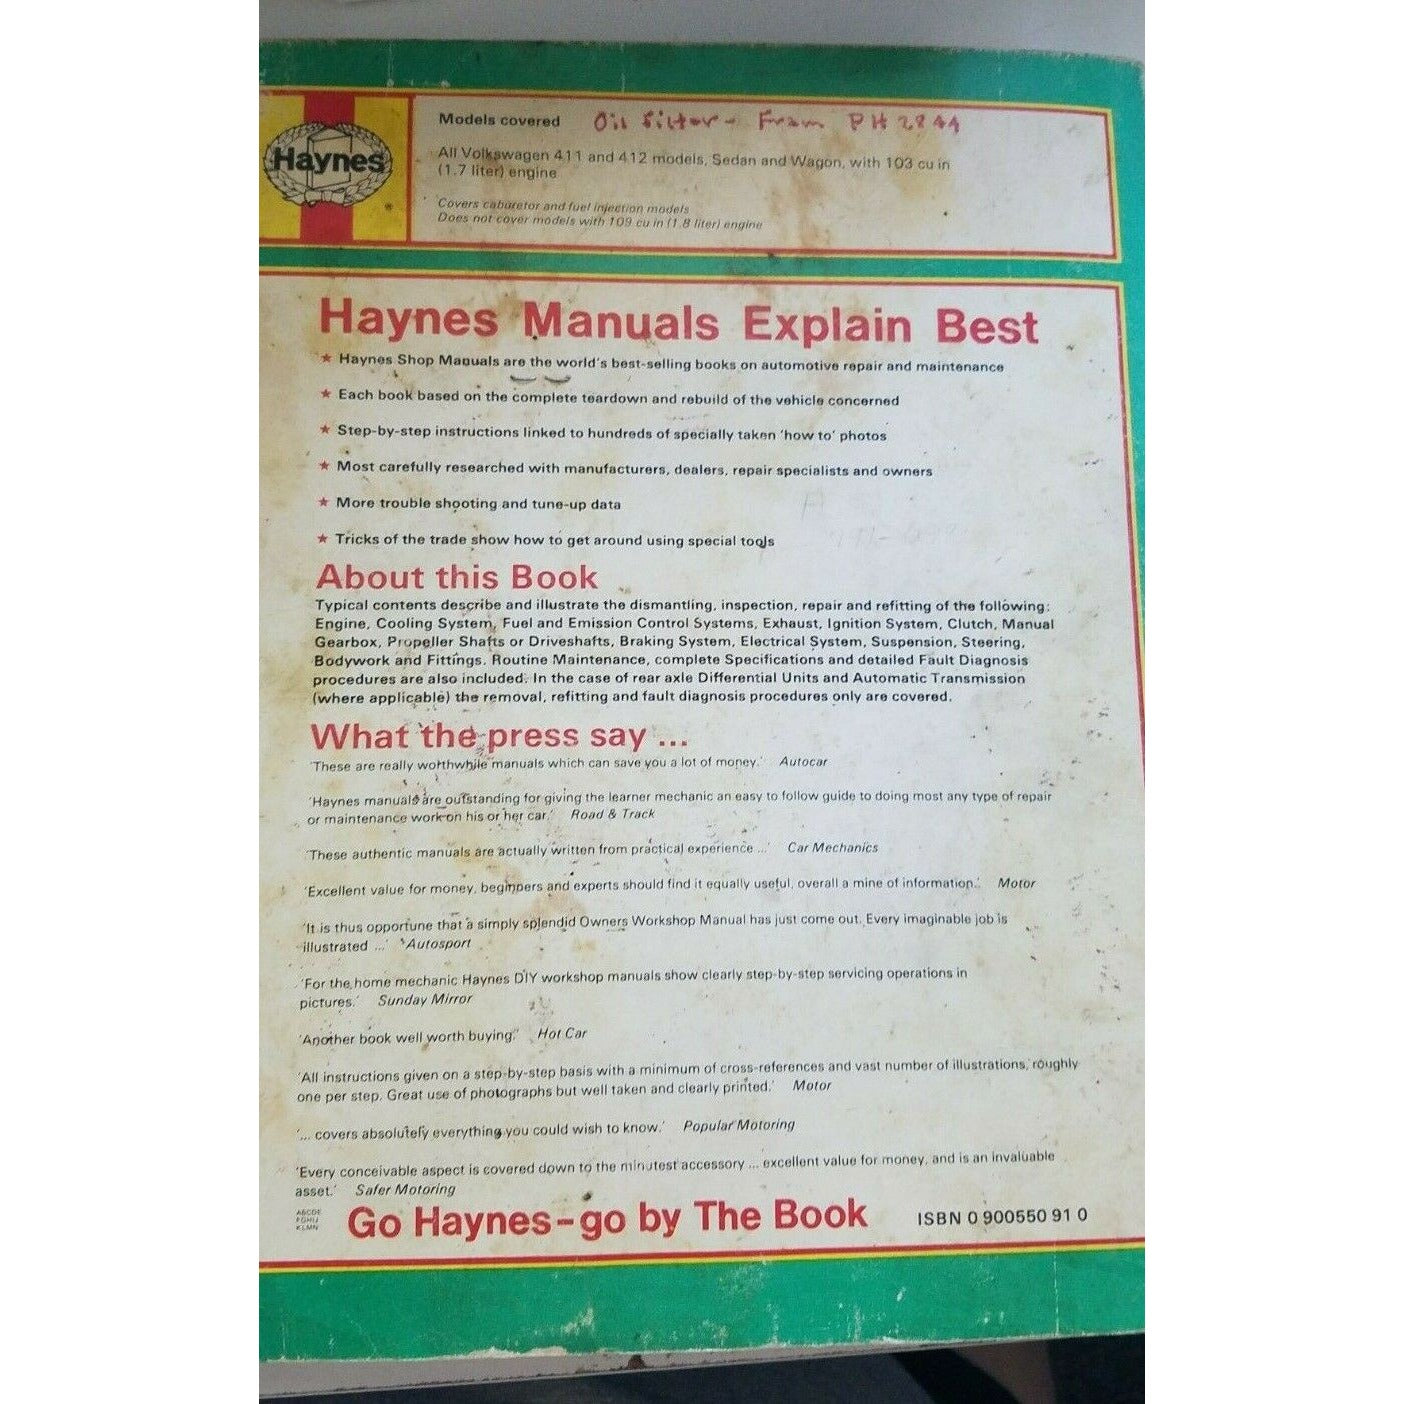 Haynes
®
Models covered Oil Filter - Fram PH 2844
All Volkswagen 411 and 412 models, Sedan and Wagon, with 103 cu in
(1.7 liter) engine
Covers caburetor and fuel injection models
Does not cover models with 109 cu in (1.8 liter) engine
Haynes Manuals Explain Best
★ Haynes Shop Manuals are the world's best-selling books on automotive repair and maintenance
★ Each book based on the complete teardown and rebuild of the vehicle concerned
★ Step-by-step instructions linked to hundreds of specially taken 'how to' photos
★ Most carefully researched with manufacturers, dealers, repair specialists and owners
★ More trouble shooting and tune-up data
★ Tricks of the trade show how to get around using special tools
About this Book
Typical contents describe and illustrate the dismantling, inspection, repair and refitting of the following:
Engine, Cooling System, Fuel and Emission Control Systems, Exhaust, Ignition System, Clutch, Manual
Gearbox, Propeller Shafts or Driveshafts, Braking System, Electrical System, Suspension, Steering,
Bodywork and Fittings. Routine Maintenance, complete Specifications and detailed Fault Diagnosis
procedures are also included. In the case of rear axle Differential Units and Automatic Transmission
(where applicable) the removal, refitting and fault diagnosis procedures only are covered.
What the press say ...
'These are really worthwhile manuals which can save you a lot of money.' Autocar
'Haynes manuals are outstanding for giving the learner mechanic an easy to follow guide to doing most any type of repair
or maintenance work on his or her car.' Road & Track
'These authentic manuals are actually written from practical experience ...' Car Mechanics
'Excellent value for money, beginners and experts should find it equally useful, overall a mine of information.' Motor
'It is thus opportune that a simply splendid Owners Workshop Manual has just come out. Every imaginable job is
illustrated ...' Autosport
'For the home mechanic Haynes DIY workshop manuals show clearly step-by-step servicing operations in
pictures.' Sunday Mirror
'Another book well worth buying.' Hot Car
'All instructions given on a step-by-step basis with a minimum of cross-references and vast number of illustrations, roughly
one per step. Great use of photographs but well taken and clearly printed.' Motor
'... covers absolutely everything you could wish to know.' Popular Motoring
'Every conceivable aspect is covered down to the minutest accessory ... excellent value for money, and is an invaluable
asset.' Safer Motoring
ABCDE
FGHIJ
KLMN
Go Haynes-go by The Book
ISBN 0 900550 91 0